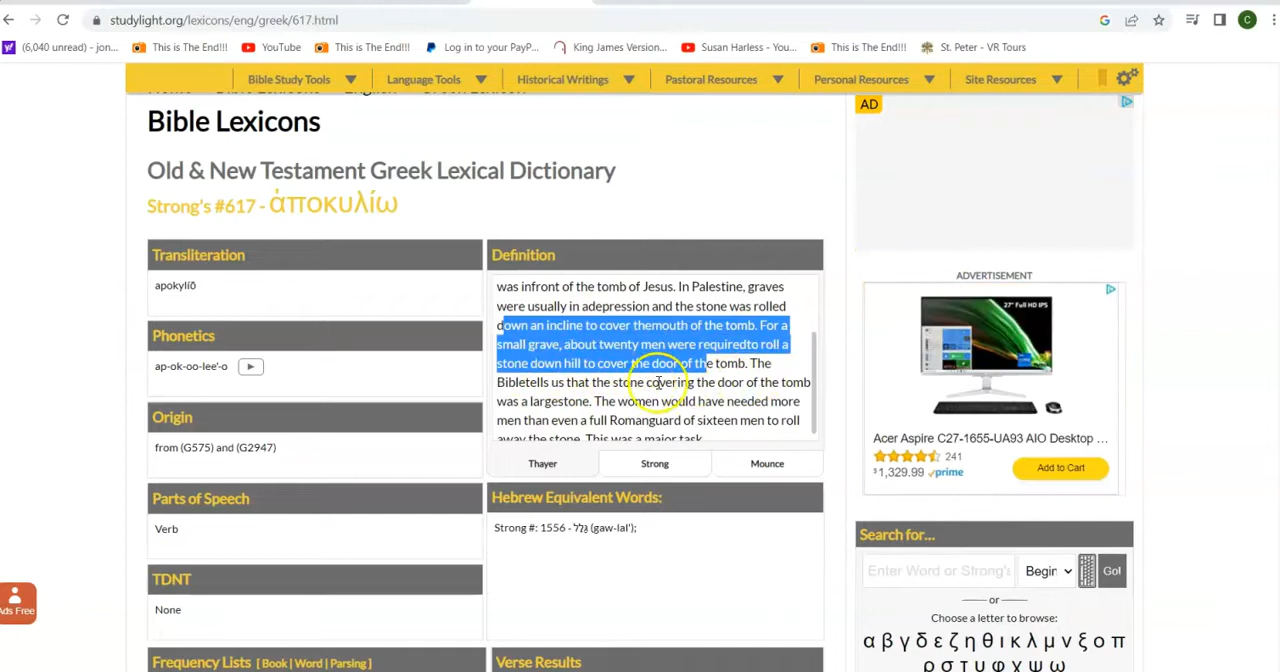 studylight.org/lexicons/eng/greek/617.html
(6,040 unread) - jon... This is The End!!! YouTube This is The End!!! Log in to your PayP... King James Version... Susan Harless - You... This is The End!!! St. Peter - VR Tours
Bible Study Tools Language Tools Historical Writings Pastoral Resources Personal Resources Site Resources
Bible Lexicons
Old & New Testament Greek Lexical Dictionary
Strong's #617 - ἀποκυλίω
Transliteration
apokylíō
Phonetics
ap-ok-oo-lee'-o
Origin
from (G575) and (G2947)
Parts of Speech
Verb
TDNT
None
Frequency Lists [ Book | Word | Parsing ]
Definition
was infront of the tomb of Jesus. In Palestine, graves
were usually in adepression and the stone was rolled
down an incline to cover themouth of the tomb. For a
small grave, about twenty men were requiredto roll a
stone down hill to cover the door of the tomb. The
Bibletells us that the stone covering the door of the tomb
was a largestone. The women would have needed more
men than even a full Romanguard of sixteen men to roll
away the stone. This was a major task.
Thayer Strong Mounce
Hebrew Equivalent Words:
Strong #: 1556 - גָּלַל (gaw-lal');
Verse Results
AD
ADVERTISEMENT
27" Full HD IPS
Acer Aspire C27-1655-UA93 AIO Desktop ...
241
$1,329.99 prime
Add to Cart
Search for...
Enter Word or Strong's Begin Go!
or
Choose a letter to browse:
α β γ δ ε ζ η θ ι κ λ μ ν ξ ο π
ρ σ τ υ φ χ ψ ω
Ads Free
C